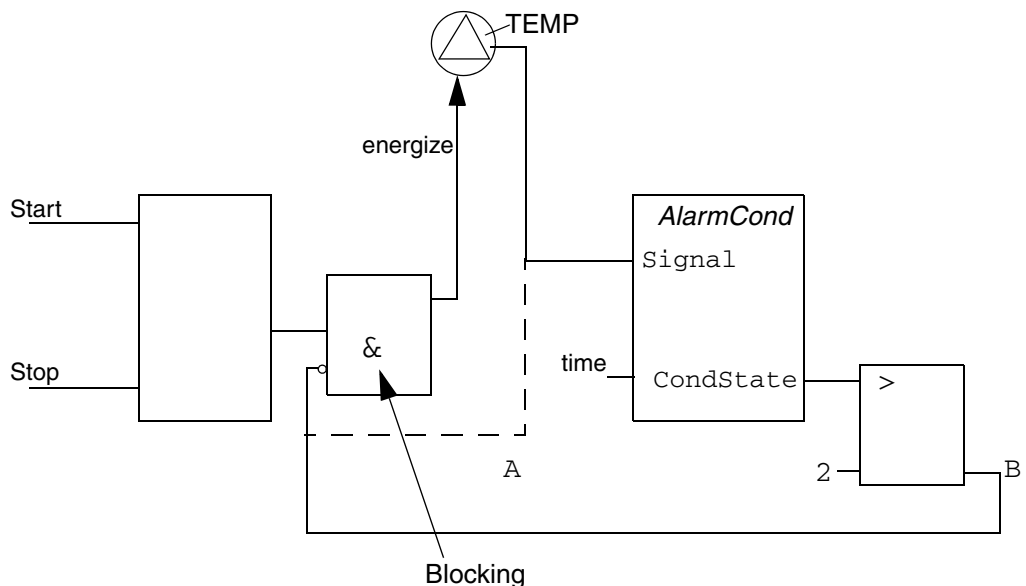 TEMP
energize
Start
AlarmCond
Signal
&
time
Stop
CondState
>
A
2
B
Blocking